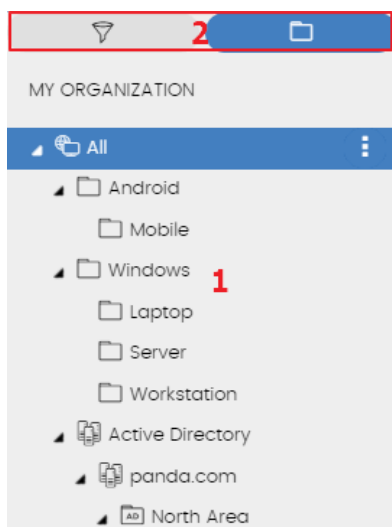 2
MY ORGANIZATION
All
Android
Mobile
Windows
1
Laptop
Server
Workstation
Active Directory
panda.com
AD North Area